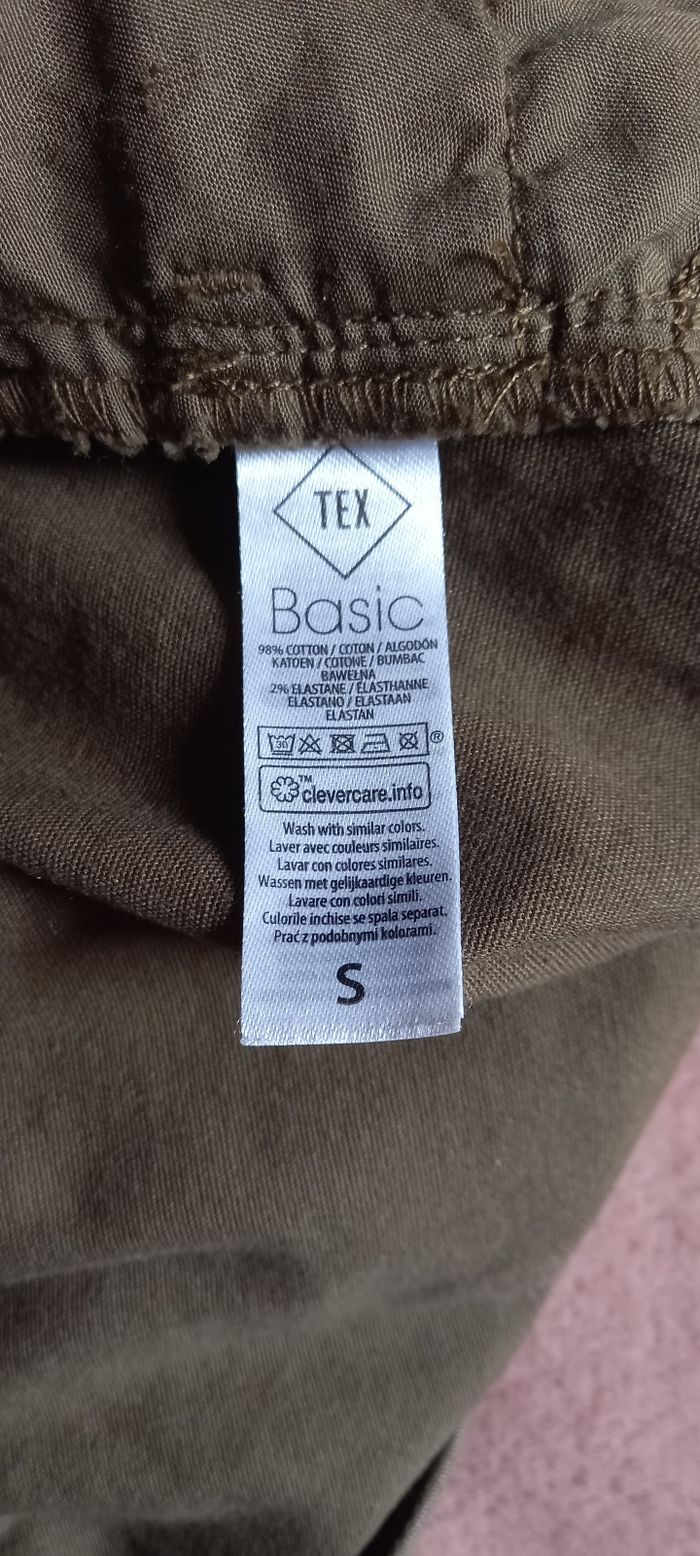 TEX
Basic
98% COTTON / COTON / ALGODÓN
KATOEN / COTONE / BUMBAC
BAWEŁNA
2% ELASTANE / ÉLASTHANNE
ELASTANO / ELASTAAN
ELASTAN
30 ®
™ clevercare.info
Wash with similar colors.
Laver avec couleurs similaires.
Lavar con colores similares.
Wassen met gelijkaardige kleuren.
Lavare con colori simili.
Culorile inchise se spala separat.
Prać z podobnymi kolorami.
S